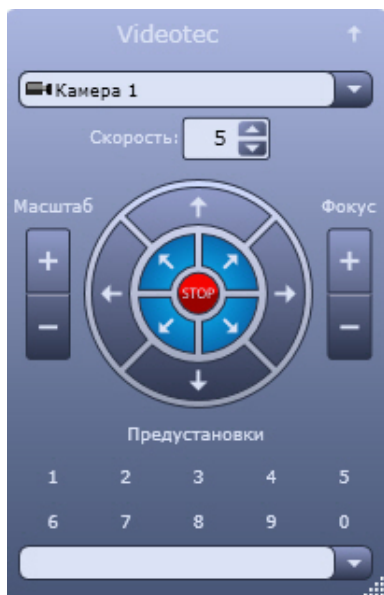 Videotec
Камера 1
Скорость: 5
Масштаб
Фокус
+ +
STOP
- -
Предустановки
1 2 3 4 5
6 7 8 9 0